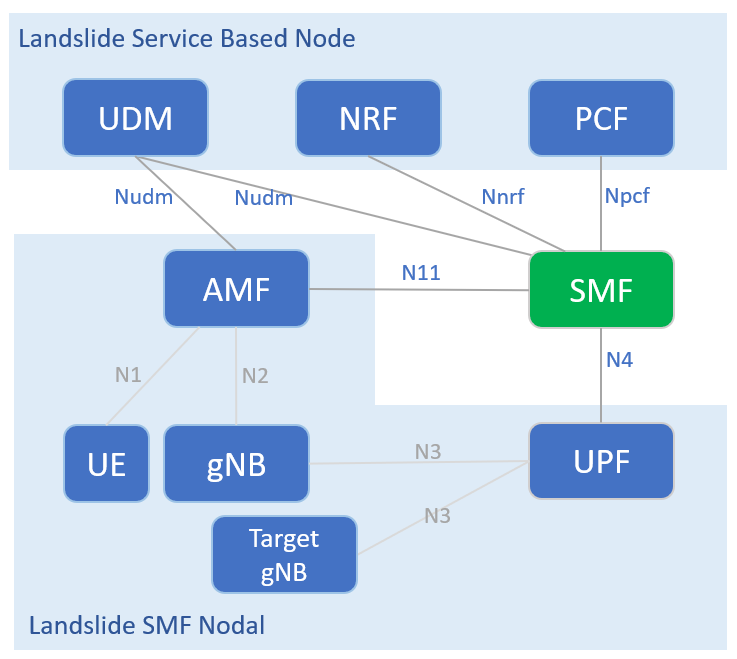 Landslide Service Based Node
UDM
NRF
PCF
Nudm
Nudm
Nnrf
Npcf
AMF
N11
SMF
N1
N2
N4
UE
gNB
N3
UPF
N3
Target
gNB
Landslide SMF Nodal